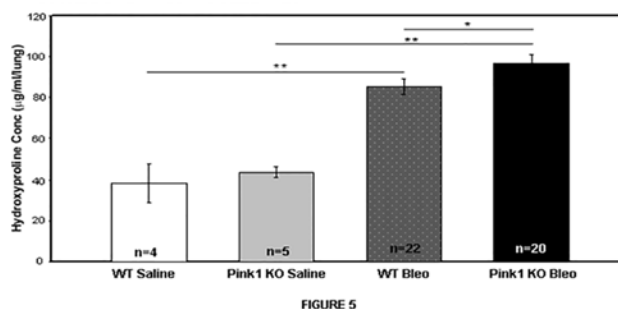 120
*
**
100
**
80
60
40
20
0
Hydroxyproline Conc (µg/ml/lung)
n=4
n=5
n=22
n=20
WT Saline
Pink1 KO Saline
WT Bleo
Pink1 KO Bleo
FIGURE 5